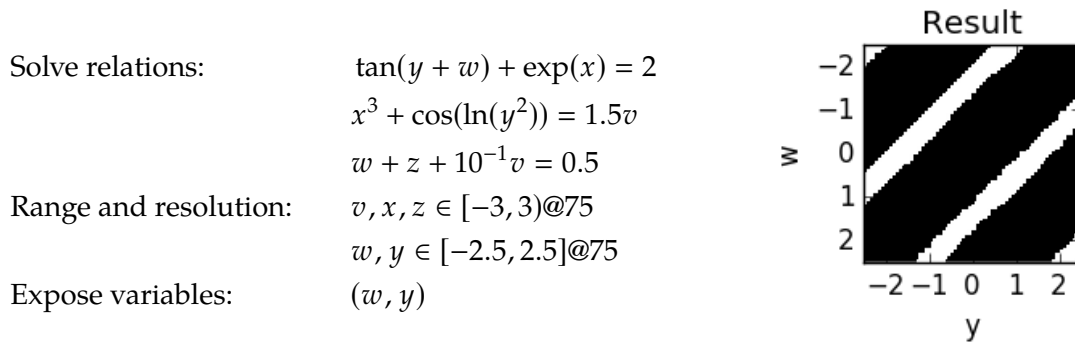 Solve relations: tan(y + w) + exp(x) = 2
x³ + cos(ln(y²)) = 1.5v
w + z + 10⁻¹v = 0.5
Range and resolution: v, x, z ∈ [−3, 3)@75
w, y ∈ [−2.5, 2.5]@75
Expose variables: (w, y)
Result
−2
−1
0
1
2
w
−2 −1 0 1 2
y